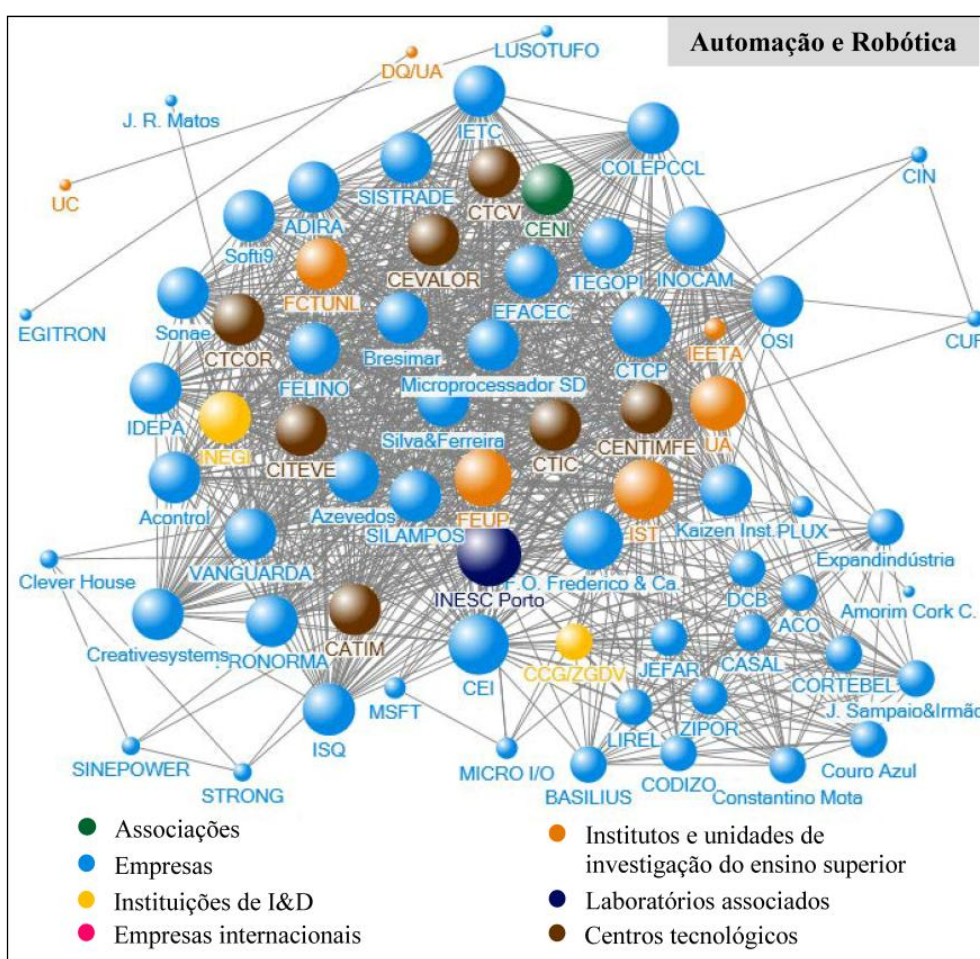 Automação e Robótica
LUSOTUFO
DQ/UA
J. R. Matos
IETC
COLEPCCL
CIN
UC
SISTRADE
CTCV
CENI
ADIRA
Softi9
CEVALOR
TEGOPI
INOCAM
FCTUNL
EFACEC
EGITRON
Sonae
OSI
CUF
IEETA
CTCOR
Bresimar
FELINO
Microprocessador SD
CTCP
IDEPA
Silva&Ferreira
CENTIMFE
UA
INEGI
CITEVE
CTIC
Acontrol
Azevedos
SILAMPOS
FEUP
IST
Kaizen Inst.
PLUX
Expandindústria
Clever House
VANGUARDA
F.O. Frederico & Ca.
INESC Porto
DCB
ACO
Amorim Cork C.
Creativesystems
CATIM
CEI
CCG/ZGDV
JEFAR
CASAL
CORTEBEL
MSFT
J. Sampaio&Irmão
ISQ
LIREL
ZIPOR
SINEPOWER
MICRO I/O
Couro Azul
STRONG
BASILIUS
CODIZO
Constantino Mota
Associações
Empresas
Instituições de I&D
Empresas internacionais
Institutos e unidades de
investigação do ensino superior
Laboratórios associados
Centros tecnológicos